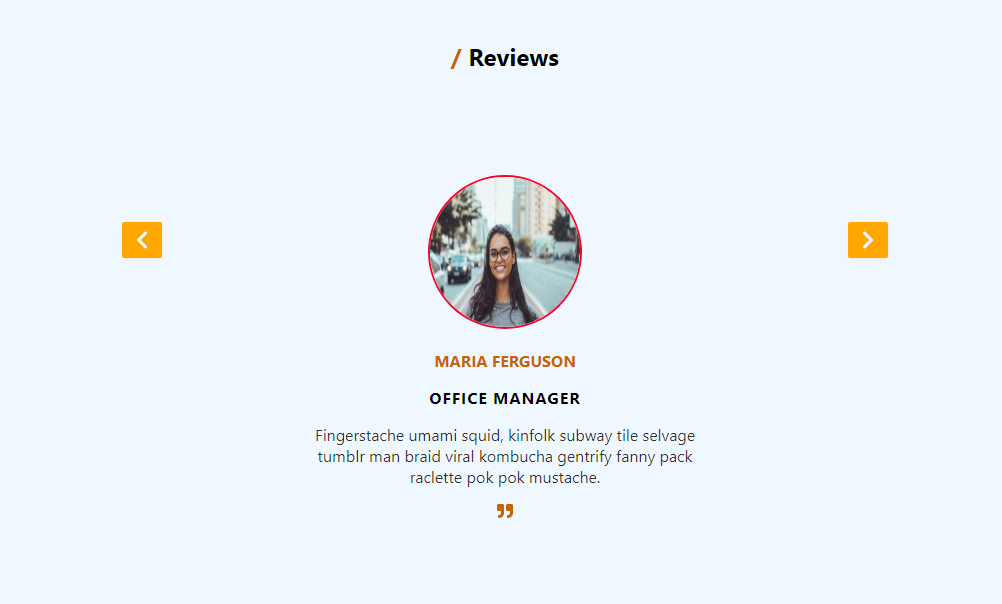 / Reviews
MARIA FERGUSON
OFFICE MANAGER
Fingerstache umami squid, kinfolk subway tile selvage
tumblr man braid viral kombucha gentrify fanny pack
raclette pok pok mustache.